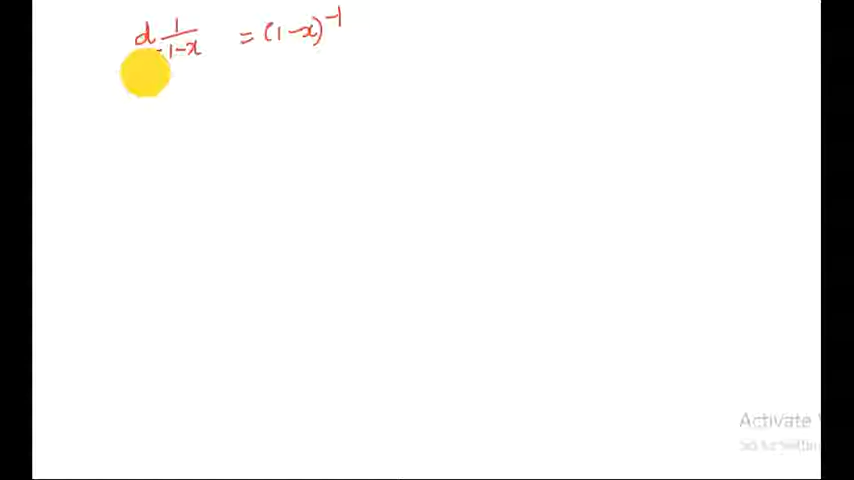 d 1/1-x = (1-x)^-1
Activate